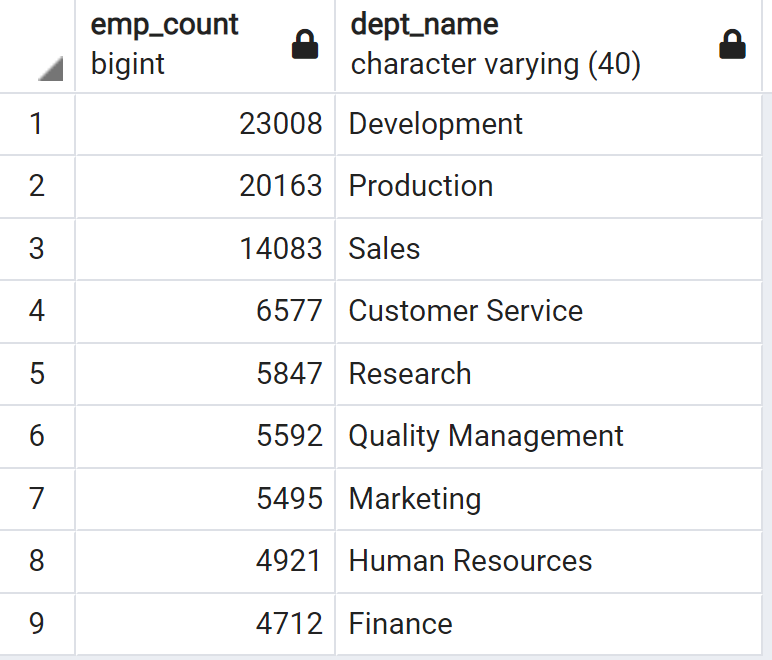 emp_count dept_name
bigint character varying (40)
1 23008 Development
2 20163 Production
3 14083 Sales
4 6577 Customer Service
5 5847 Research
6 5592 Quality Management
7 5495 Marketing
8 4921 Human Resources
9 4712 Finance